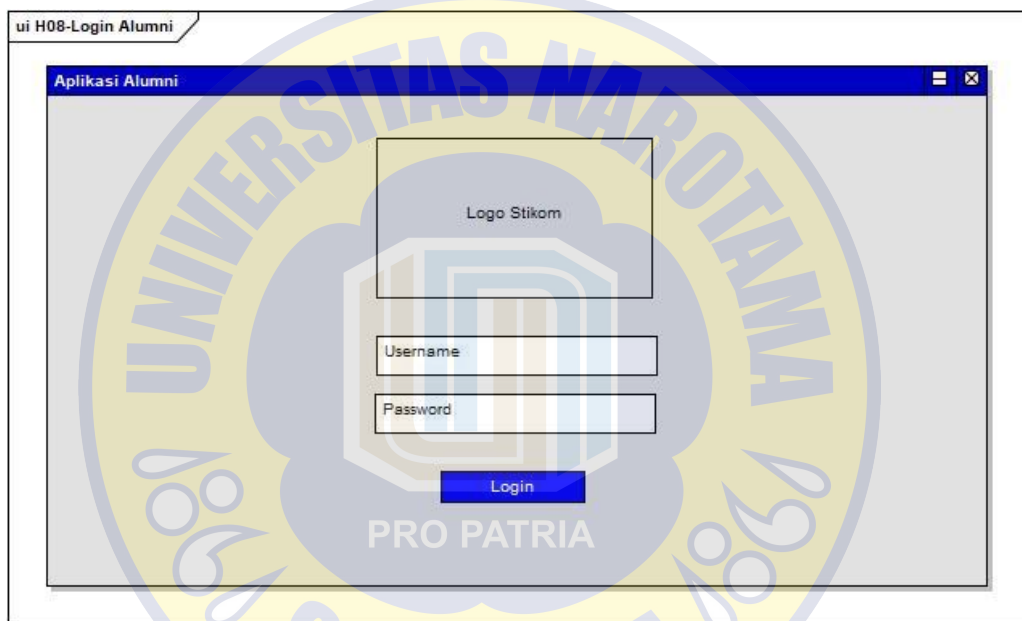 ui H08-Login Alumni
Aplikasi Alumni
Logo Stikom
Username
Password
Login
UNIVERSITAS NAROTAMA
PRO PATRIA